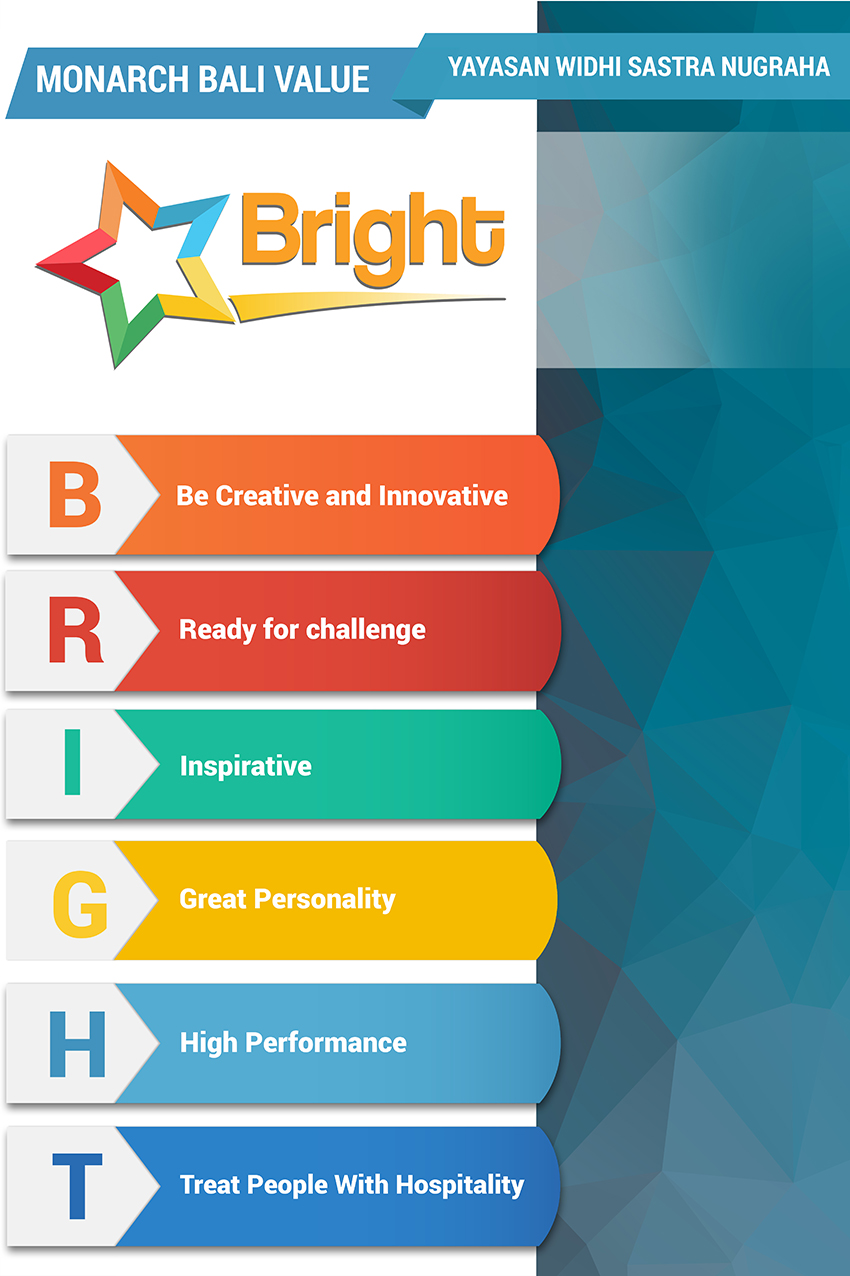 MONARCH BALI VALUE
YAYASAN WIDHI SASTRA NUGRAHA
Bright
B
Be Creative and Innovative
R
Ready for challenge
I
Inspirative
G
Great Personality
H
High Performance
T
Treat People With Hospitality